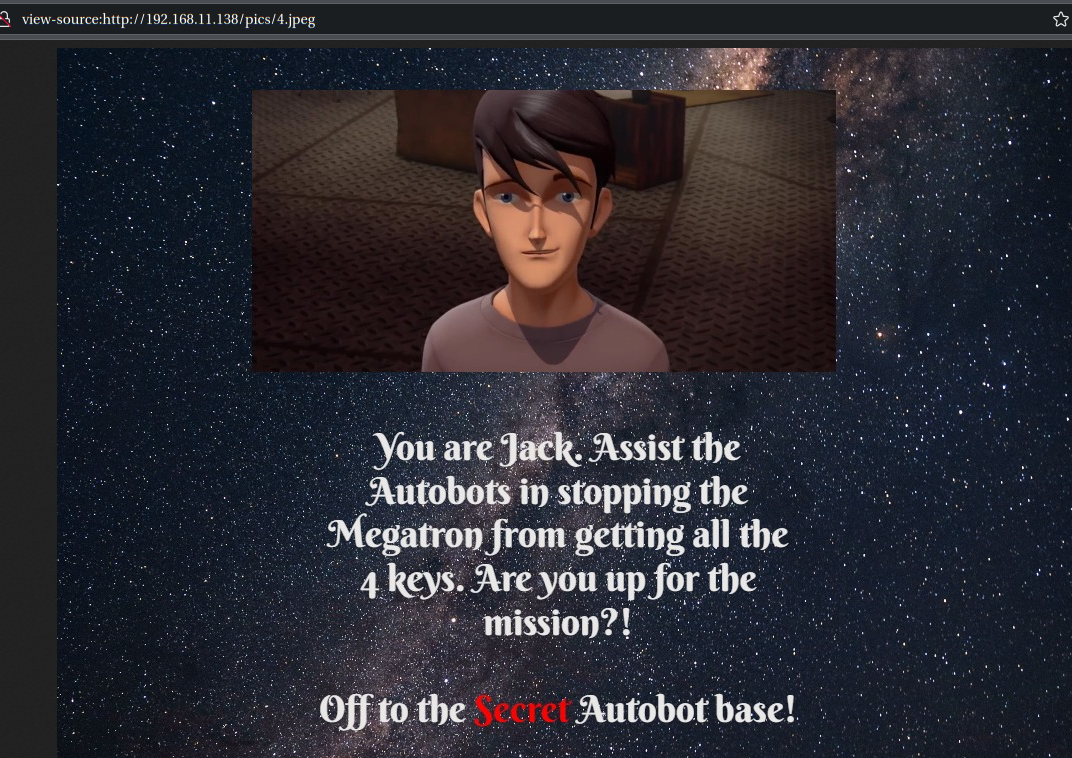 view-source:http://192.168.11.138/pics/4.jpeg
You are Jack. Assist the
Autobots in stopping the
Megatron from getting all the
4 keys. Are you up for the
mission?!
Off to the Secret Autobot base!